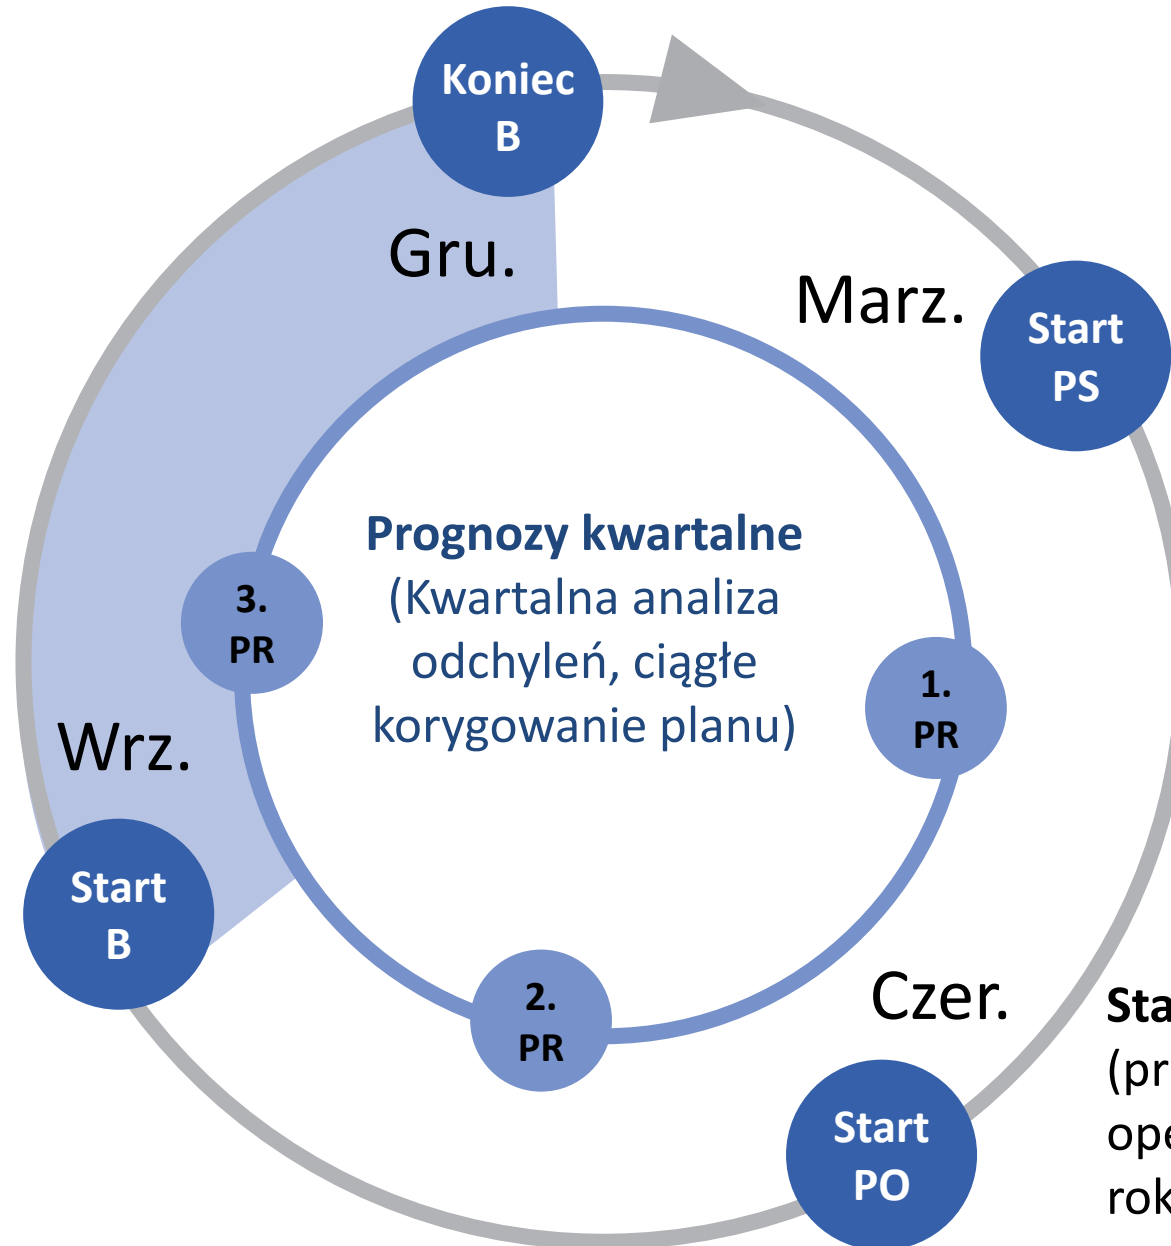 Koniec
B
Gru.
Marz.
Start
PS
Prognozy kwartalne
(Kwartalna analiza
odchyleń, ciągłe
korygowanie planu)
3.
PR
1.
PR
Wrz.
Start
B
2.
PR
Czer.
Start
PO